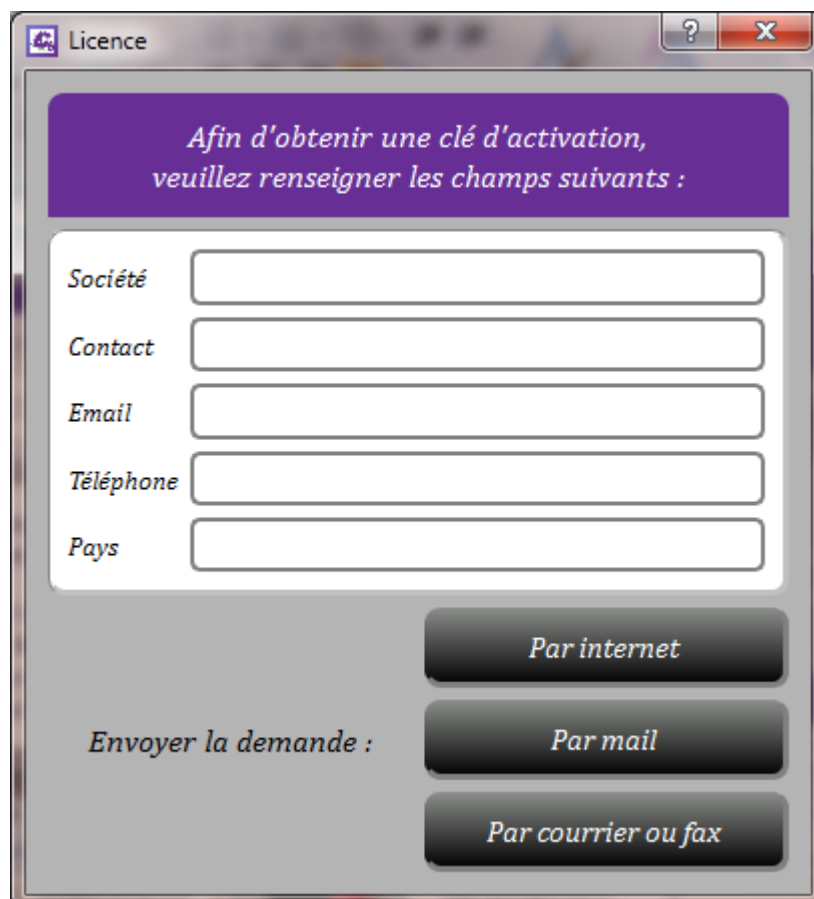 Licence
Afin d'obtenir une clé d'activation,
veuillez renseigner les champs suivants :
Société
Contact
Email
Téléphone
Pays
Par internet
Envoyer la demande :
Par mail
Par courrier ou fax